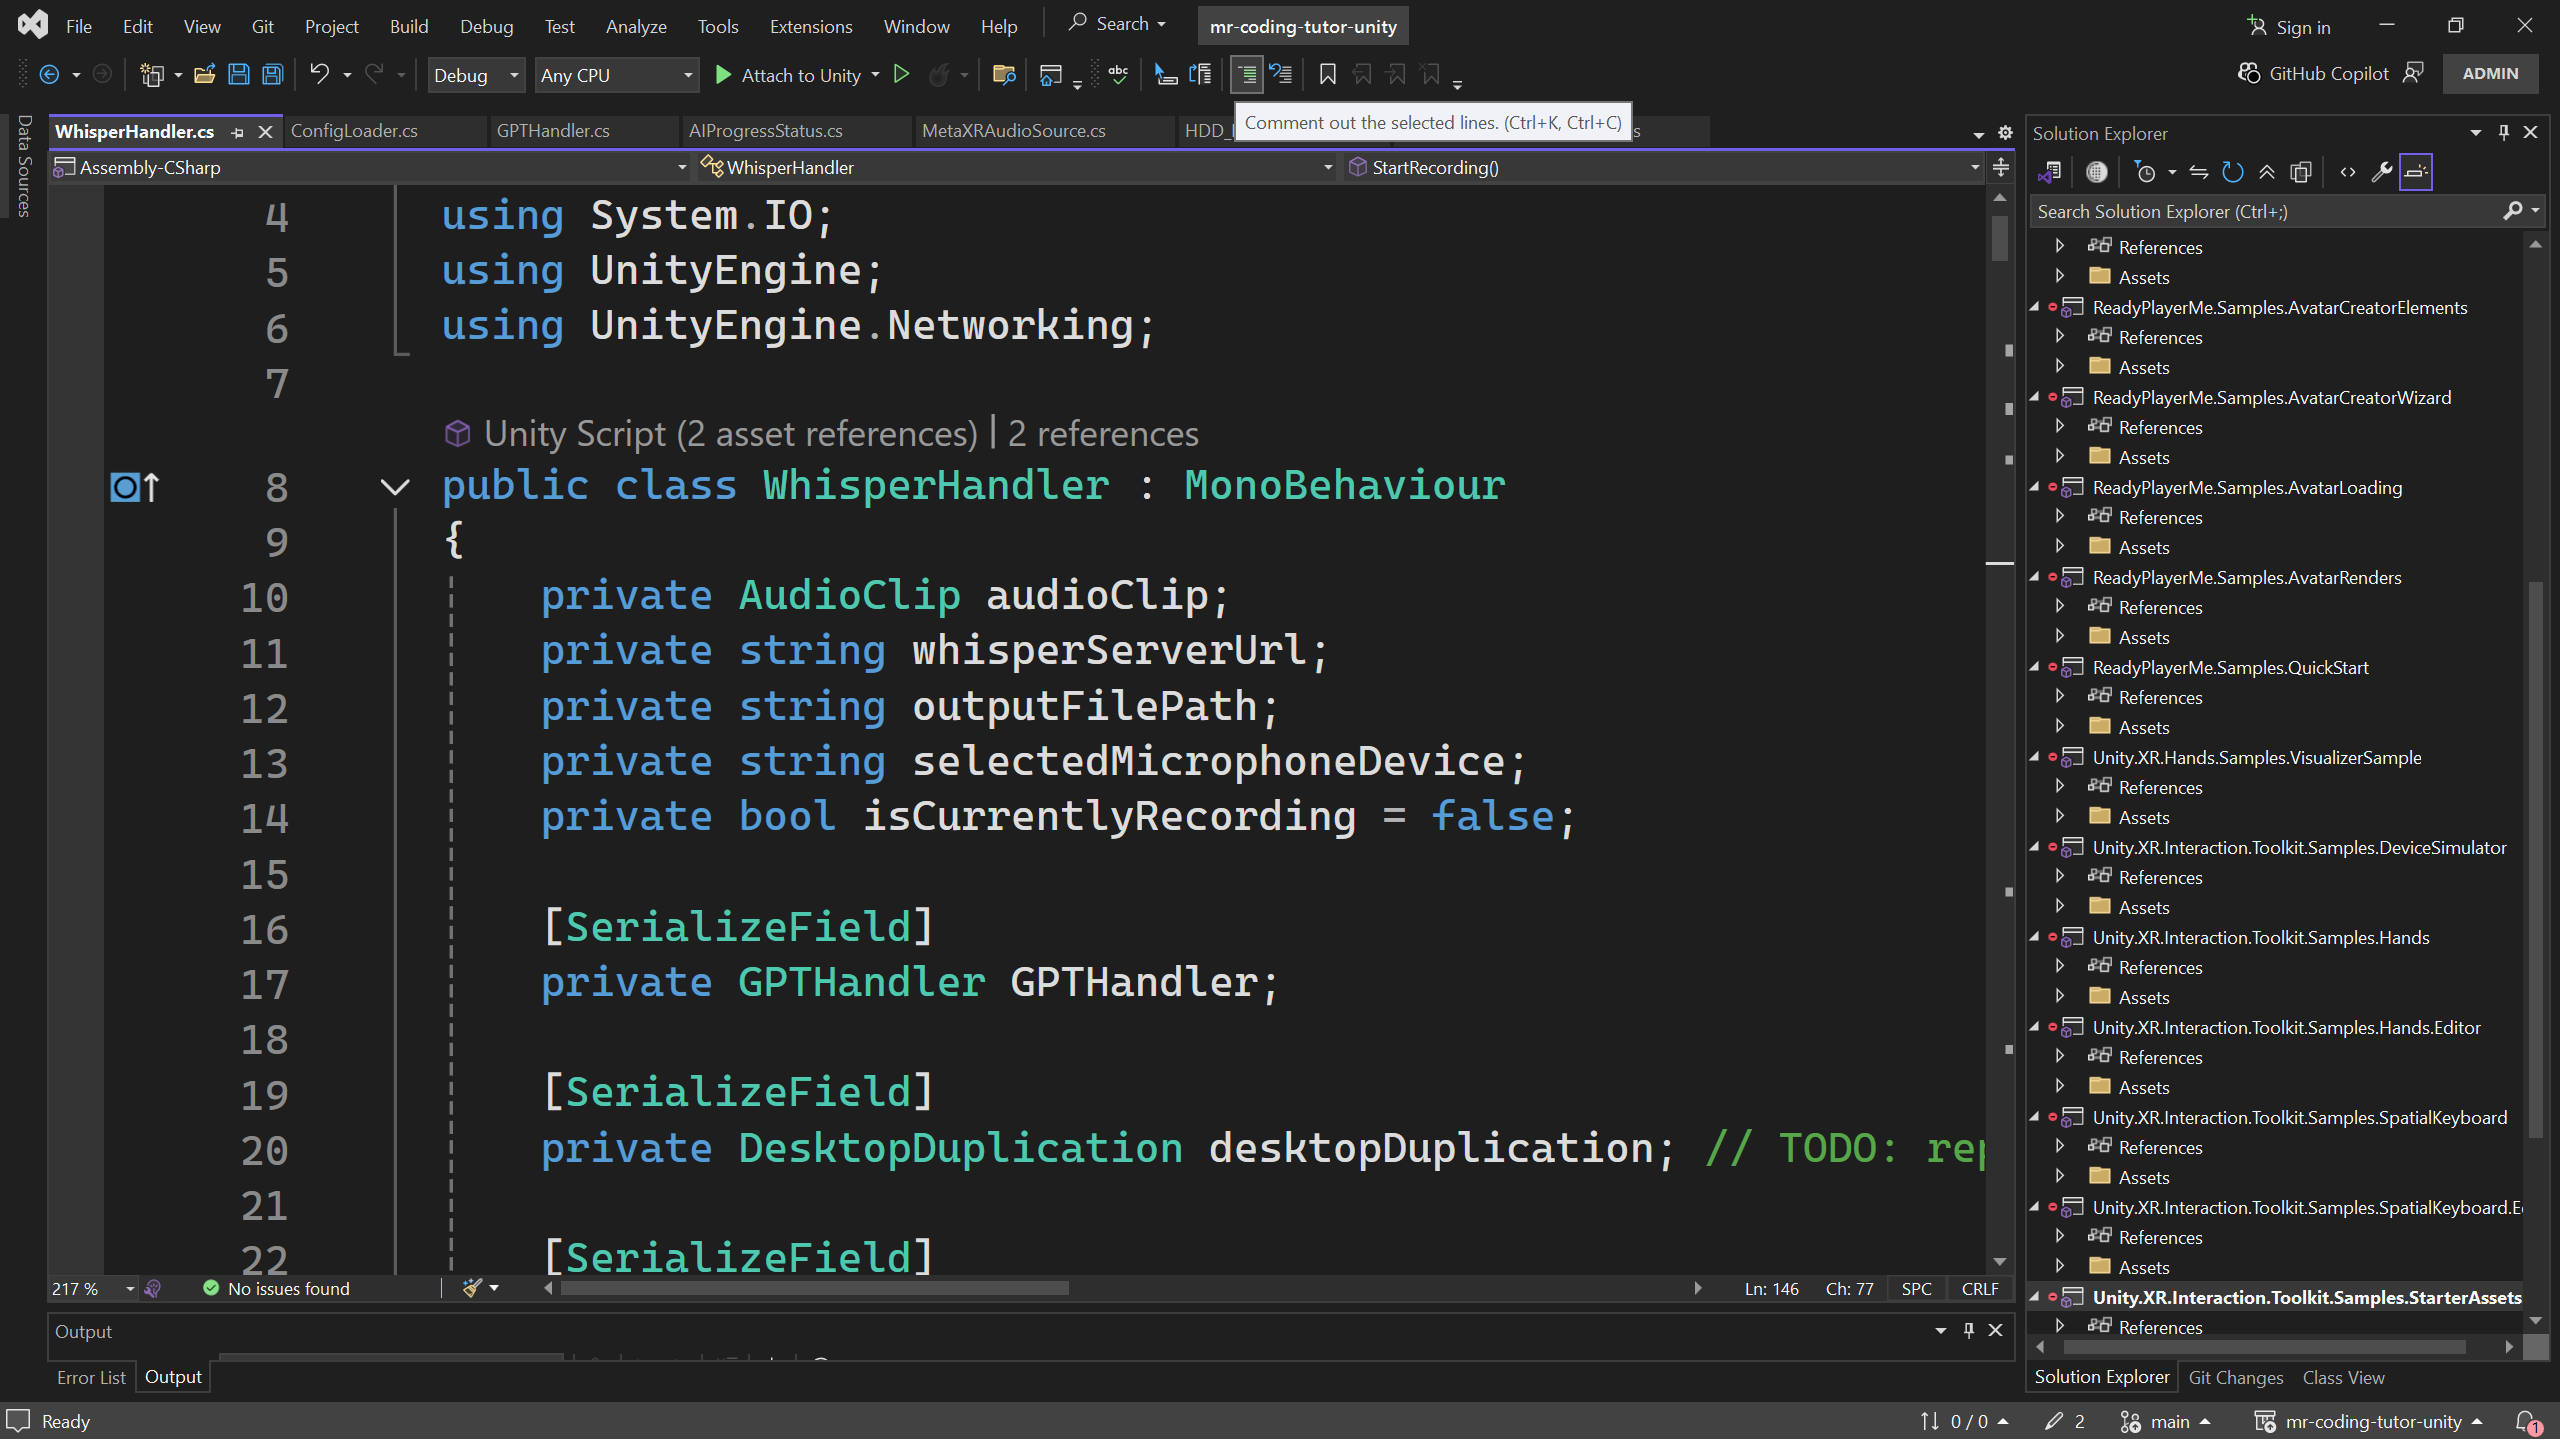 File Edit View Git Project Build Debug Test Analyze Tools Extensions Window Help Search mr-coding-tutor-unity Sign in
Debug Any CPU Attach to Unity GitHub Copilot ADMIN
Comment out the selected lines. (Ctrl+K, Ctrl+C)
Data Sources
WhisperHandler.cs ConfigLoader.cs GPTHandler.cs AIProgressStatus.cs MetaXRAudioSource.cs HDD_
Assembly-CSharp WhisperHandler StartRecording()
4 using System.IO;
5 using UnityEngine;
6 using UnityEngine.Networking;
7
Unity Script (2 asset references) | 2 references
8 public class WhisperHandler : MonoBehaviour
9 {
10 private AudioClip audioClip;
11 private string whisperServerUrl;
12 private string outputFilePath;
13 private string selectedMicrophoneDevice;
14 private bool isCurrentlyRecording = false;
15
16 [SerializeField]
17 private GPTHandler GPTHandler;
18
19 [SerializeField]
20 private DesktopDuplication desktopDuplication; // TODO: rep
21
22 [SerializeField]
217 % No issues found Ln: 146 Ch: 77 SPC CRLF
Output
Error List Output
Solution Explorer
Search Solution Explorer (Ctrl+;)
References
Assets
ReadyPlayerMe.Samples.AvatarCreatorElements
References
Assets
ReadyPlayerMe.Samples.AvatarCreatorWizard
References
Assets
ReadyPlayerMe.Samples.AvatarLoading
References
Assets
ReadyPlayerMe.Samples.AvatarRenders
References
Assets
ReadyPlayerMe.Samples.QuickStart
References
Assets
Unity.XR.Hands.Samples.VisualizerSample
References
Assets
Unity.XR.Interaction.Toolkit.Samples.DeviceSimulator
References
Assets
Unity.XR.Interaction.Toolkit.Samples.Hands
References
Assets
Unity.XR.Interaction.Toolkit.Samples.Hands.Editor
References
Assets
Unity.XR.Interaction.Toolkit.Samples.SpatialKeyboard
References
Assets
Unity.XR.Interaction.Toolkit.Samples.SpatialKeyboard.E
References
Assets
Unity.XR.Interaction.Toolkit.Samples.StarterAssets
References
Solution Explorer Git Changes Class View
Ready 0 / 0 2 main mr-coding-tutor-unity 1